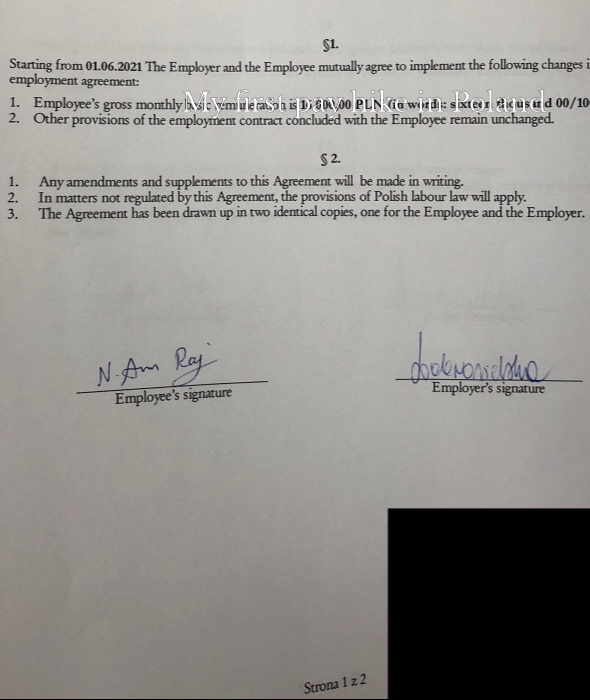 §1.
Starting from 01.06.2021 The Employer and the Employee mutually agree to implement the following changes i
employment agreement:
1. Employee's gross monthly basic remuneration is 00,00 PLN (in words: sixteen thousand 00/10
My first pay hike in Poland
2. Other provisions of the employment contract concluded with the Employee remain unchanged.
§ 2.
1. Any amendments and supplements to this Agreement will be made in writing.
2. In matters not regulated by this Agreement, the provisions of Polish labour law will apply.
3. The Agreement has been drawn up in two identical copies, one for the Employee and the Employer.
N. Am Raj
Employee's signature
Employer's signature
Strona 1 z 2